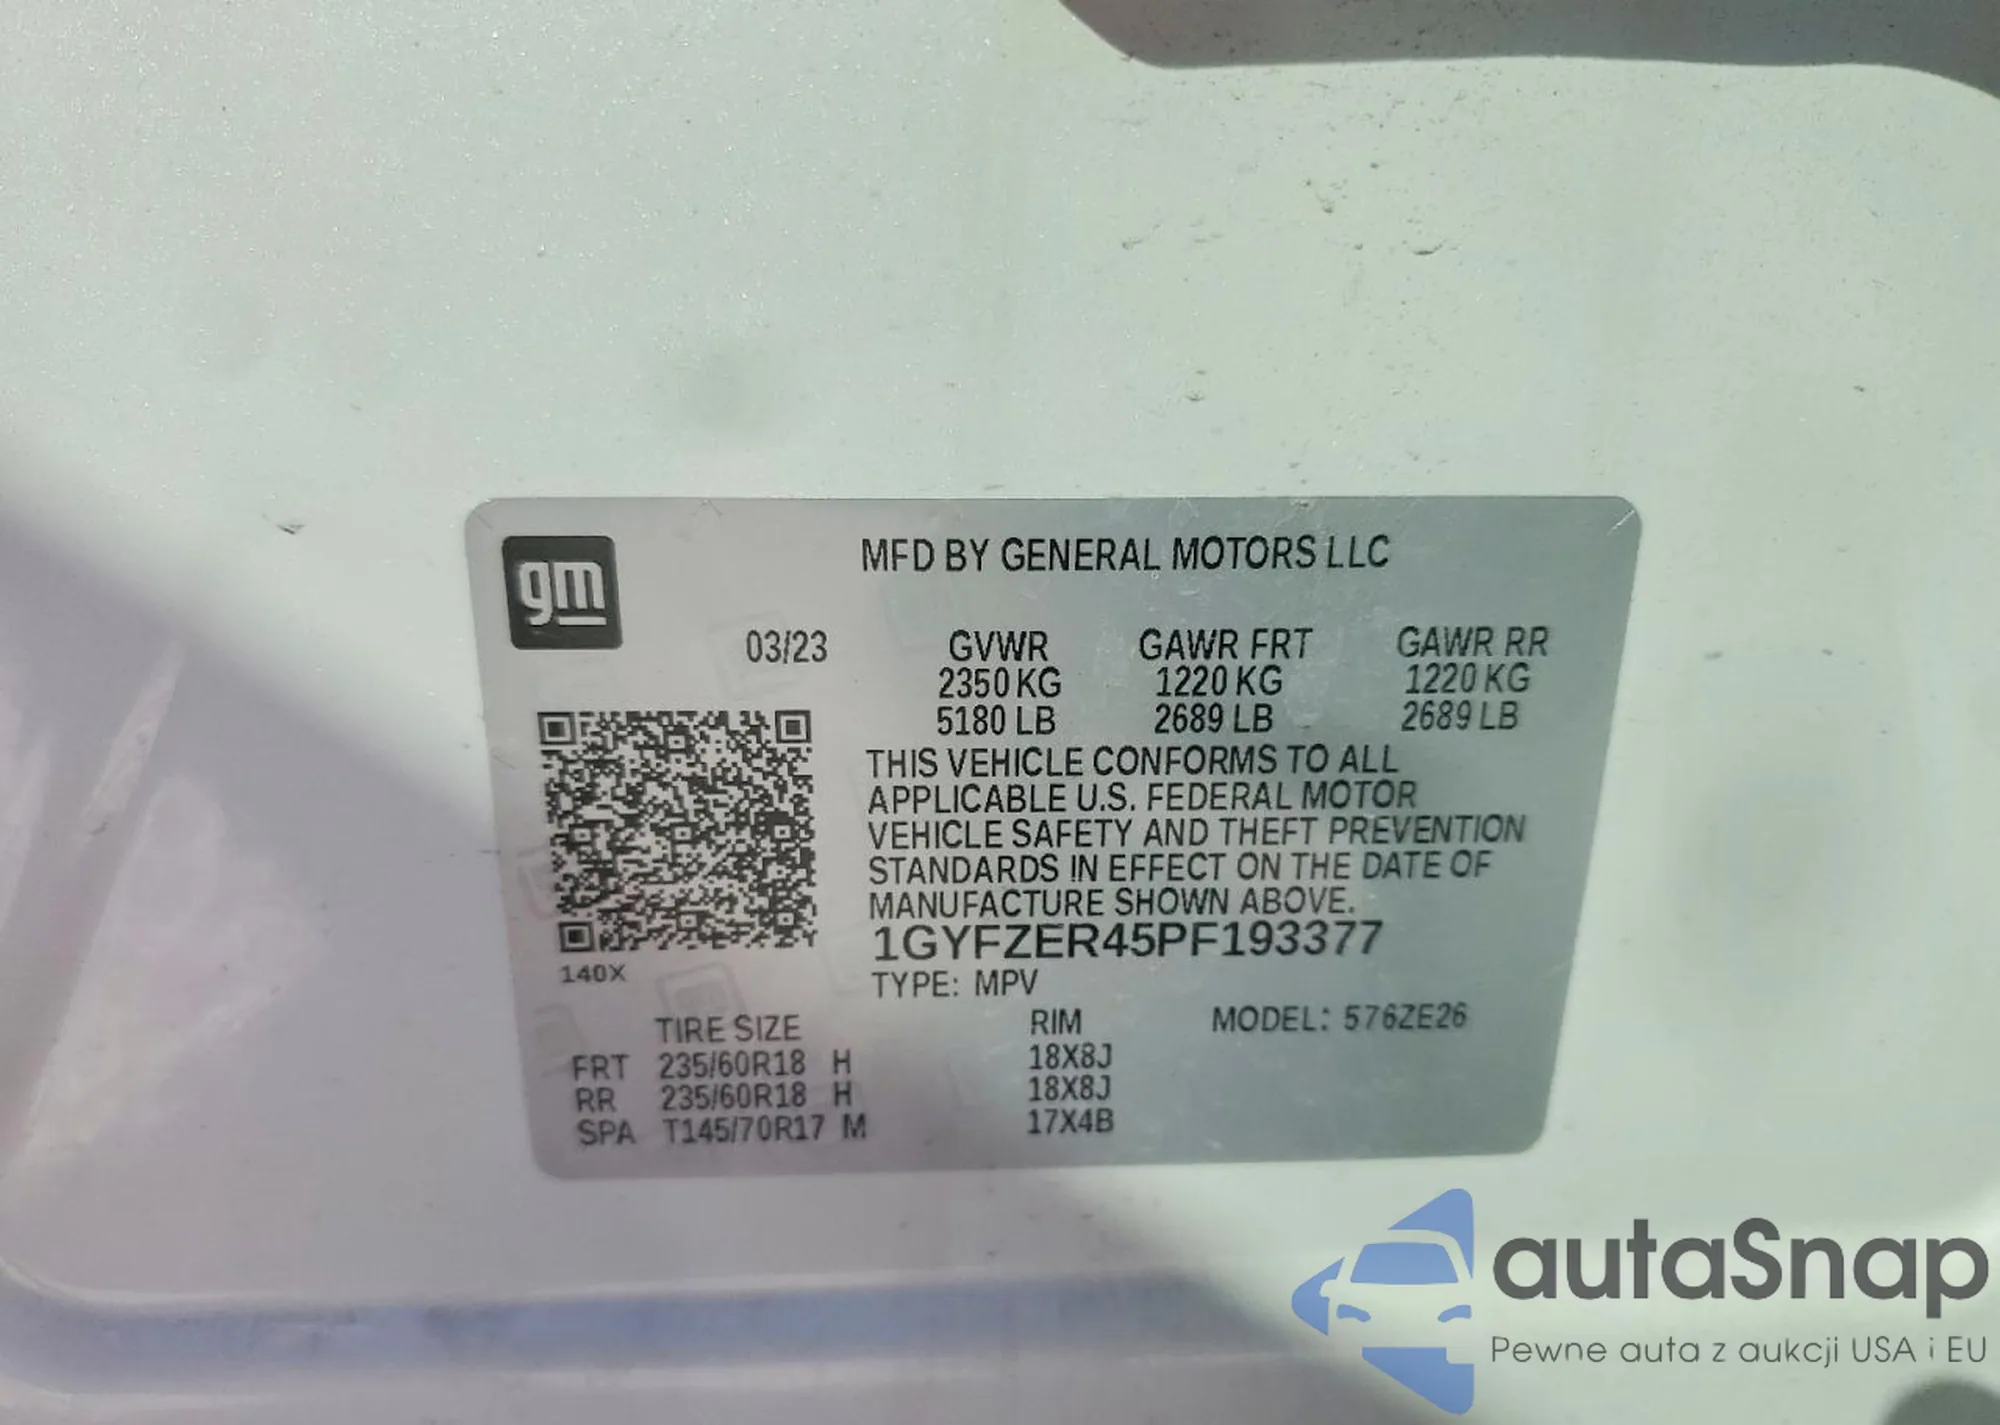 gm
MFD BY GENERAL MOTORS LLC
03/23 GVWR GAWR FRT GAWR RR
2350 KG 1220 KG 1220 KG
5180 LB 2689 LB 2689 LB
THIS VEHICLE CONFORMS TO ALL
APPLICABLE U.S. FEDERAL MOTOR
VEHICLE SAFETY AND THEFT PREVENTION
STANDARDS IN EFFECT ON THE DATE OF
MANUFACTURE SHOWN ABOVE.
1GYFZER45PF193377
140X
TYPE: MPV
TIRE SIZE RIM MODEL: 576ZE26
FRT 235/60R18 H 18X8J
RR 235/60R18 H 18X8J
SPA T145/70R17 M 17X4B
autaSnap
Pewne auta z aukcji USA i EU